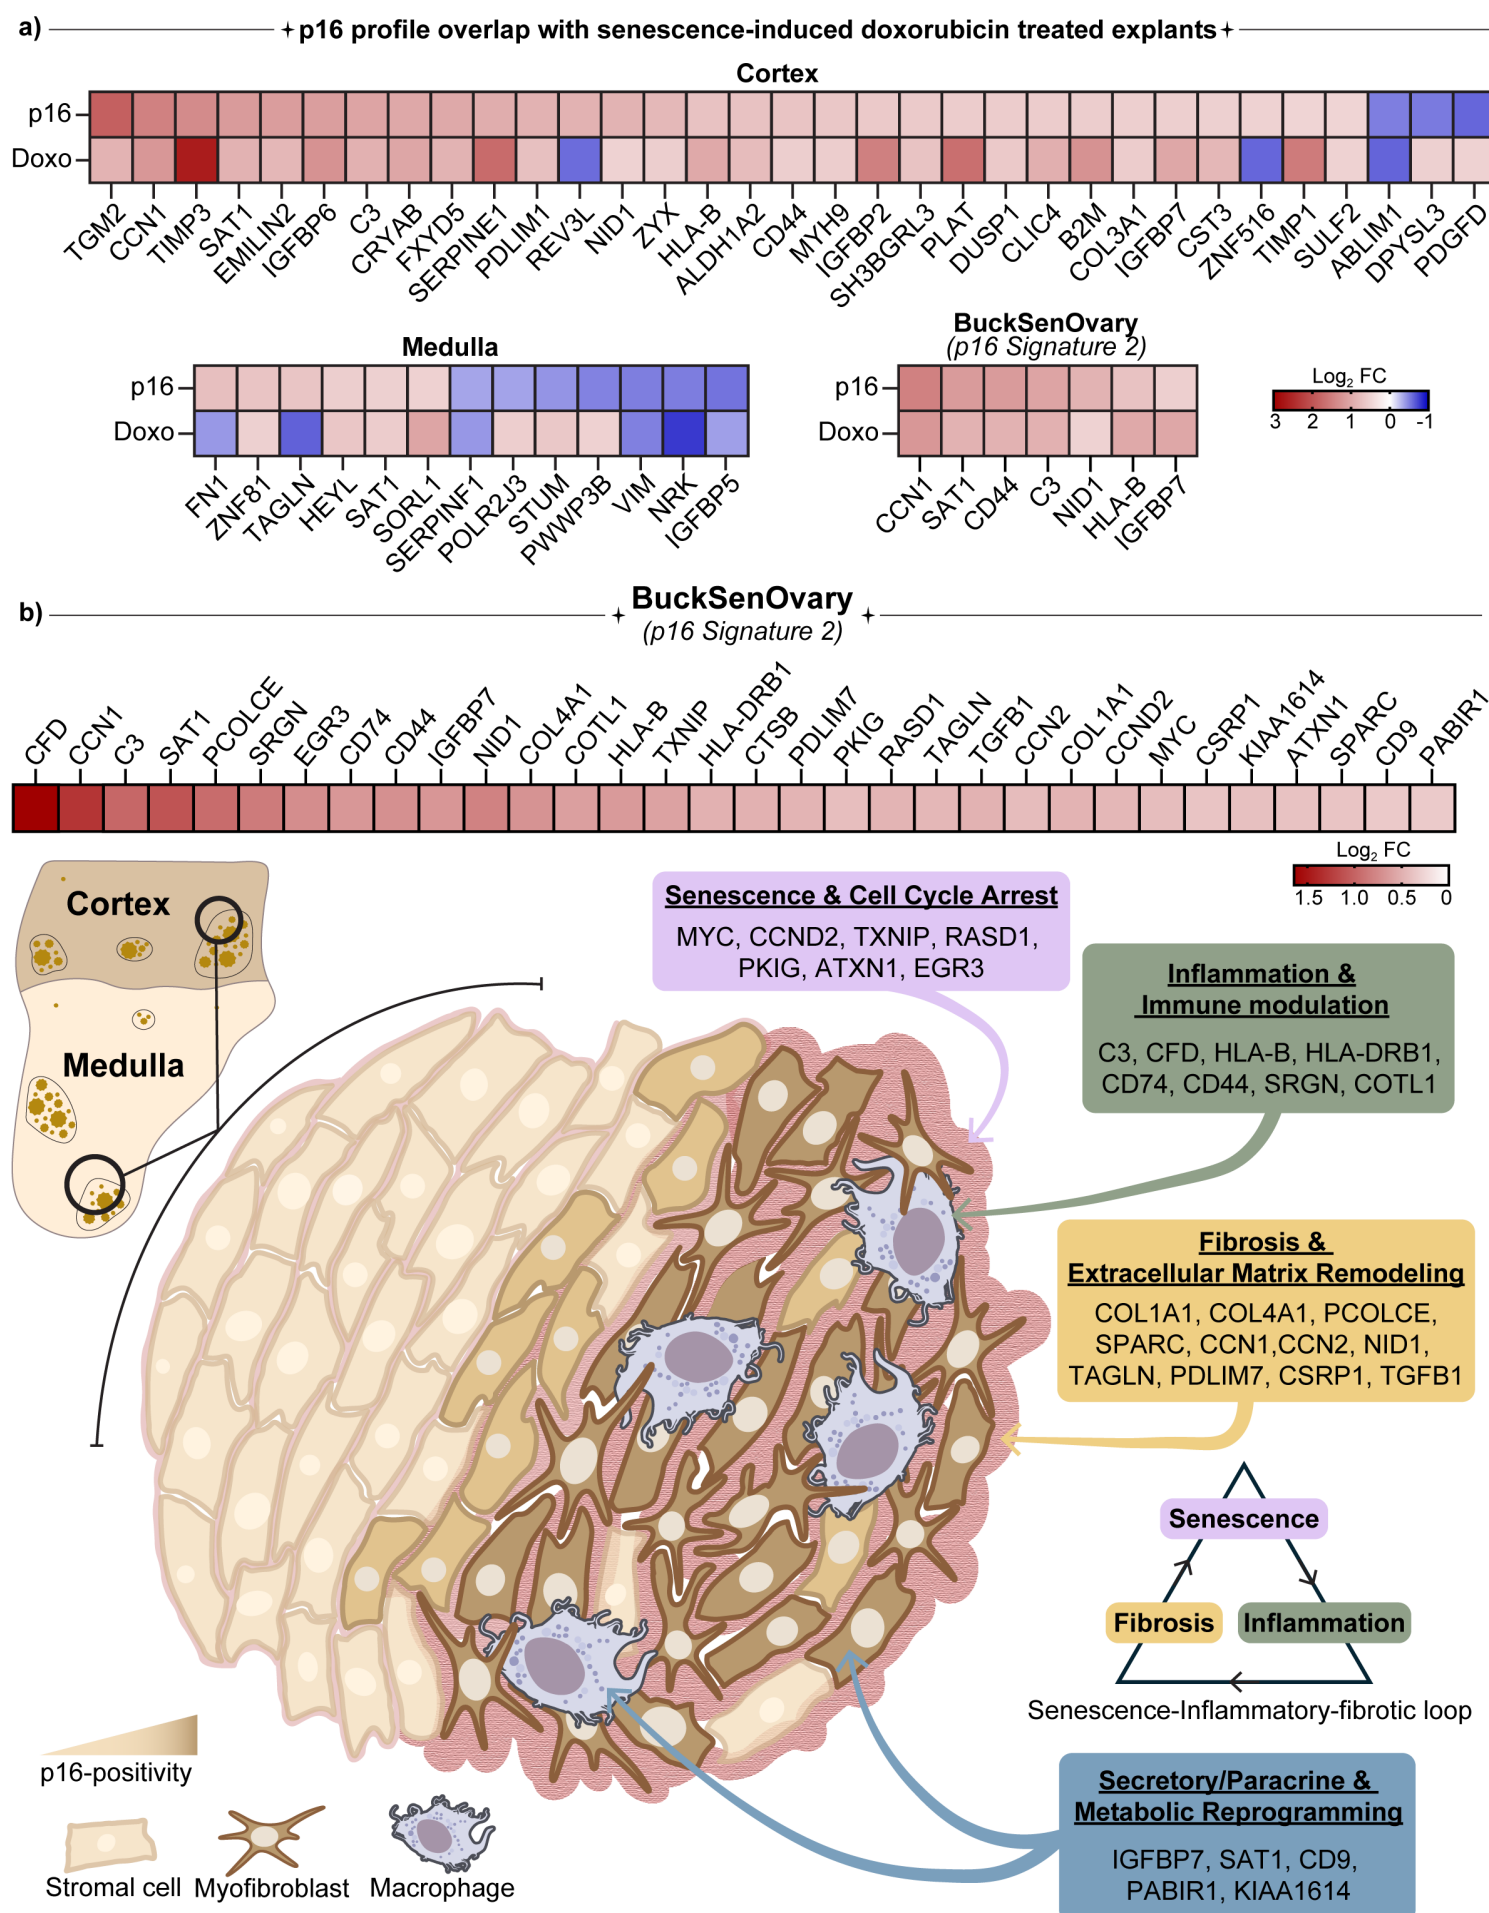 a)
p16 profile overlap with senescence-induced doxorubicin treated explants
Cortex
p16
Doxo
TGM2
CCN1
TIMP3
SAT1
EMILIN2
IGFBP6
C3
CRYAB
FXYD5
SERPINE1
PDLIM1
REV3L
NID1
ZYX
HLA-B
ALDH1A2
CD44
MYH9
IGFBP2
SH3BGRL3
PLAT
DUSP1
CLIC4
B2M
COL3A1
IGFBP7
CST3
ZNF516
TIMP1
SULF2
ABLIM1
DPYSL3
PDGFD
Medulla
p16
Doxo
FN1
ZNF81
TAGLN
HEYL
SAT1
SORL1
SERPINF1
POLR2J3
STUM
PWWP3B
VIM
NRK
IGFBP5
BuckSenOvary
(p16 Signature 2)
p16
Doxo
CCN1
SAT1
CD44
C3
NID1
HLA-B
IGFBP7
Log2 FC
3 2 1 0 -1
b)
BuckSenOvary
(p16 Signature 2)
CFD
CCN1
C3
SAT1
PCOLCE
SRGN
EGR3
CD74
CD44
IGFBP7
NID1
COL4A1
COTL1
HLA-B
TXNIP
HLA-DRB1
CTSB
PDLIM7
PKIG
RASD1
TAGLN
TGFB1
CCN2
COL1A1
CCND2
MYC
CSRP1
KIAA1614
ATXN1
SPARC
CD9
PABIR1
Log2 FC
1.5 1.0 0.5 0
Cortex
Medulla
Senescence & Cell Cycle Arrest
MYC, CCND2, TXNIP, RASD1,
PKIG, ATXN1, EGR3
Inflammation &
Immune modulation
C3, CFD, HLA-B, HLA-DRB1,
CD74, CD44, SRGN, COTL1
Fibrosis &
Extracellular Matrix Remodeling
COL1A1, COL4A1, PCOLCE,
SPARC, CCN1,CCN2, NID1,
TAGLN, PDLIM7, CSRP1, TGFB1
Senescence
Fibrosis
Inflammation
Senescence-Inflammatory-fibrotic loop
Secretory/Paracrine &
Metabolic Reprogramming
IGFBP7, SAT1, CD9,
PABIR1, KIAA1614
p16-positivity
Stromal cell
Myofibroblast
Macrophage